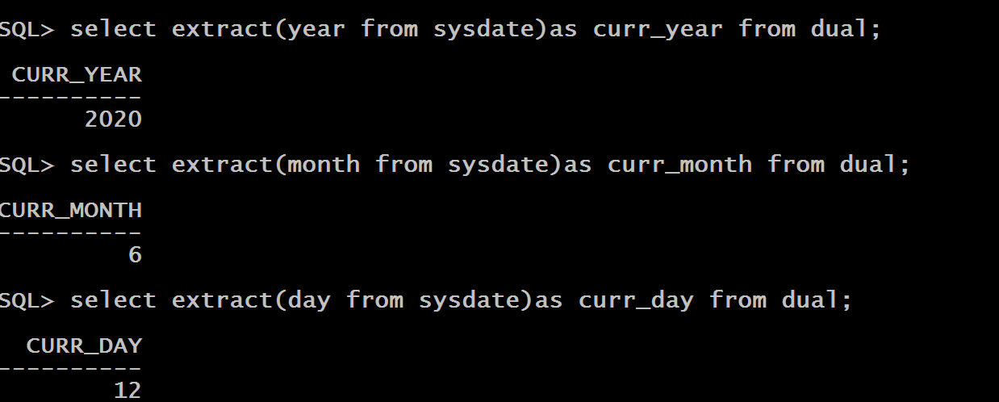 SQL> select extract(year from sysdate)as curr_year from dual;
CURR_YEAR
----------
2020
SQL> select extract(month from sysdate)as curr_month from dual;
CURR_MONTH
----------
6
SQL> select extract(day from sysdate)as curr_day from dual;
CURR_DAY
----------
12